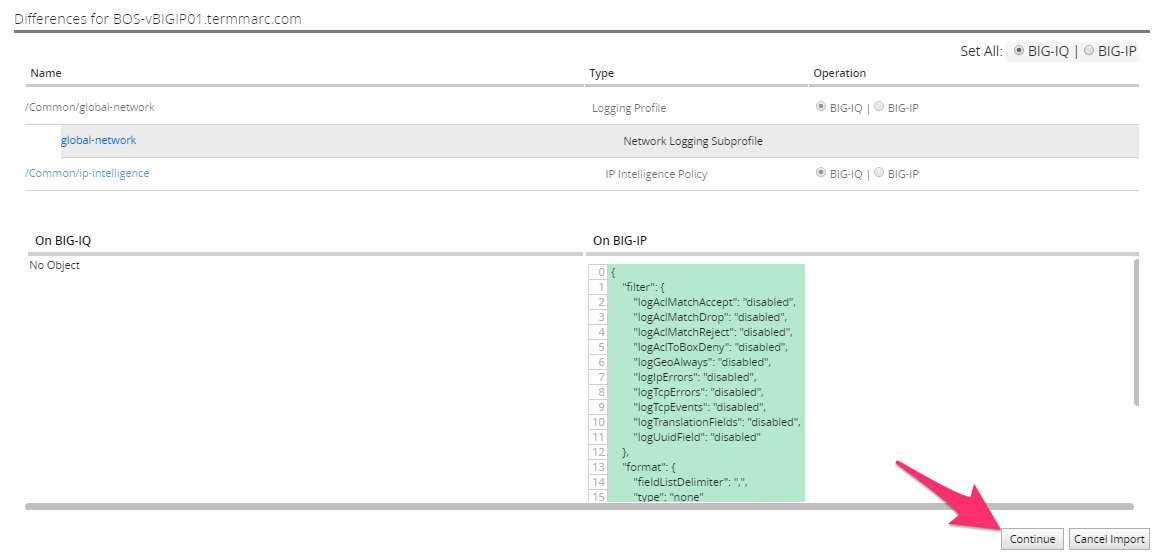 Differences for BOS-vBIGIP01.termmarc.com
Set All: BIG-IQ | BIG-IP
Name Type Operation
/Common/global-network Logging Profile BIG-IQ | BIG-IP
global-network Network Logging Subprofile
/Common/ip-intelligence IP Intelligence Policy BIG-IQ | BIG-IP
On BIG-IQ On BIG-IP
No Object
0 {
1 "filter": {
2 "logAclMatchAccept": "disabled",
3 "logAclMatchDrop": "disabled",
4 "logAclMatchReject": "disabled",
5 "logAclToBoxDeny": "disabled",
6 "logGeoAlways": "disabled",
7 "logIpErrors": "disabled",
8 "logTcpErrors": "disabled",
9 "logTcpEvents": "disabled",
10 "logTranslationFields": "disabled",
11 "logUuidField": "disabled"
12 },
13 "format": {
14 "fieldListDelimiter": ",",
15 "type": "none"
Continue Cancel Import